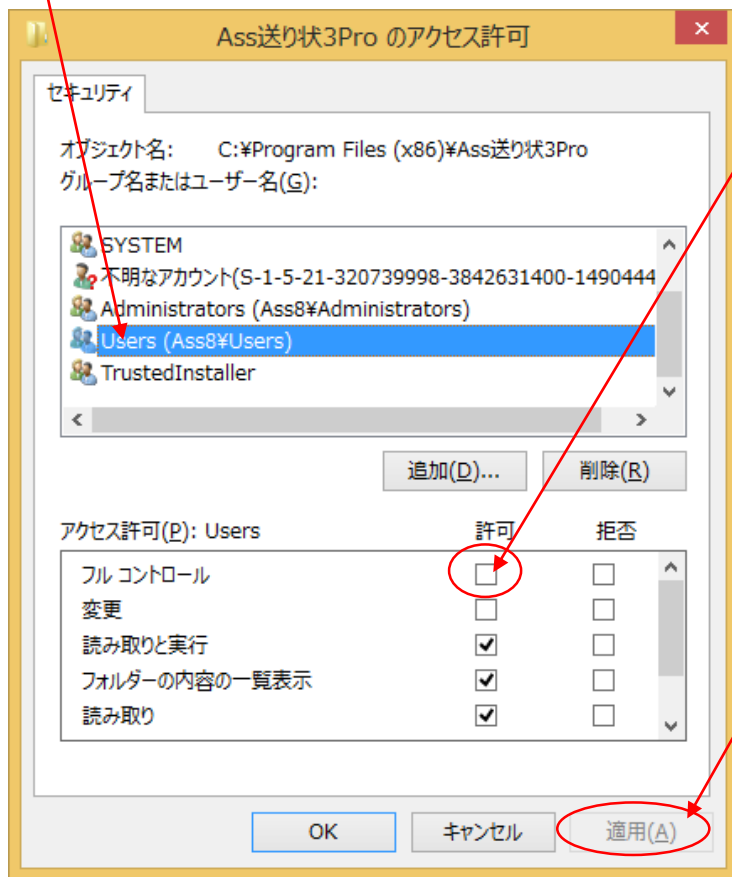 Ass送り状3Pro のアクセス許可
セキュリティ
オブジェクト名: C:¥Program Files (x86)¥Ass送り状3Pro
グループ名またはユーザー名(G):
SYSTEM
不明なアカウント(S-1-5-21-320739998-3842631400-1490444
Administrators (Ass8¥Administrators)
Users (Ass8¥Users)
TrustedInstaller
追加(D)... 削除(R)
アクセス許可(P): Users 許可 拒否
フル コントロール
変更
読み取りと実行
フォルダーの内容の一覧表示
読み取り
OK キャンセル 適用(A)